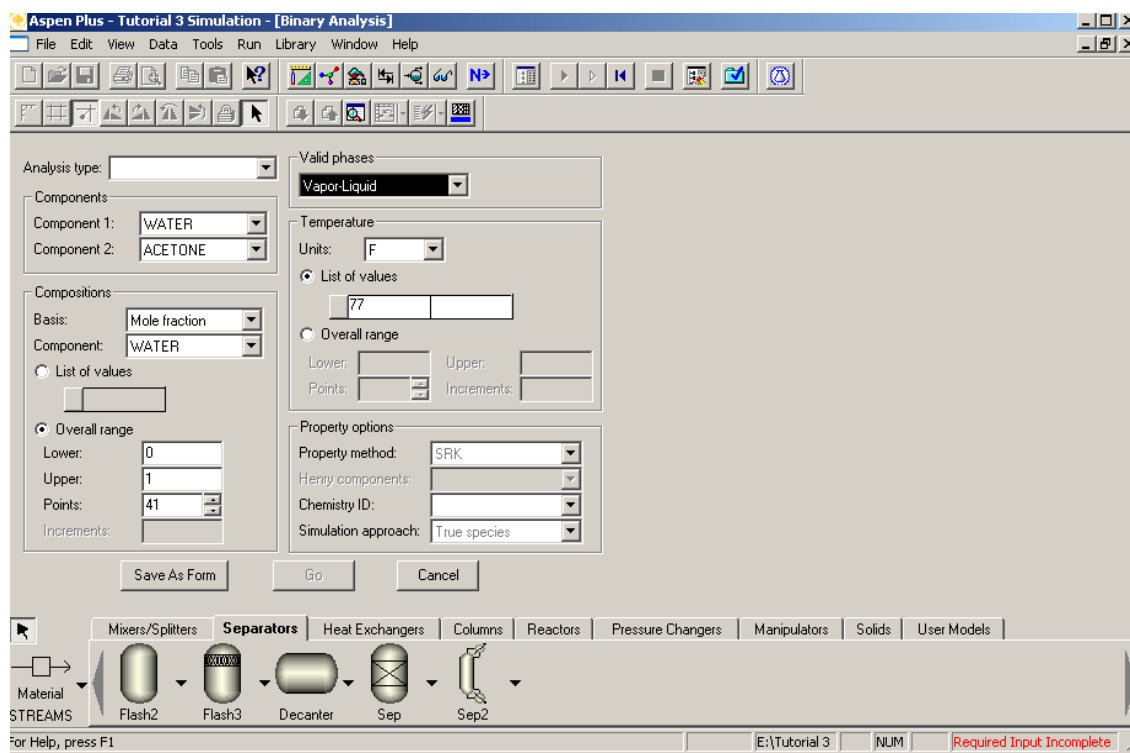 Aspen Plus - Tutorial 3 Simulation - [Binary Analysis]
File Edit View Data Tools Run Library Window Help
N
Analysis type:
Components
Component 1: WATER
Component 2: ACETONE
Compositions
Basis: Mole fraction
Component: WATER
List of values
Overall range
Lower: 0
Upper: 1
Points: 41
Increments:
Valid phases
Vapor-Liquid
Temperature
Units: F
List of values
77
Overall range
Lower: Upper:
Points: Increments:
Property options
Property method: SRK
Henry components:
Chemistry ID:
Simulation approach: True species
Save As Form Go Cancel
Mixers/Splitters Separators Heat Exchangers Columns Reactors Pressure Changers Manipulators Solids User Models
Material
STREAMS Flash2 Flash3 Decanter Sep Sep2
For Help, press F1 E:\Tutorial 3 NUM Required Input Incomplete